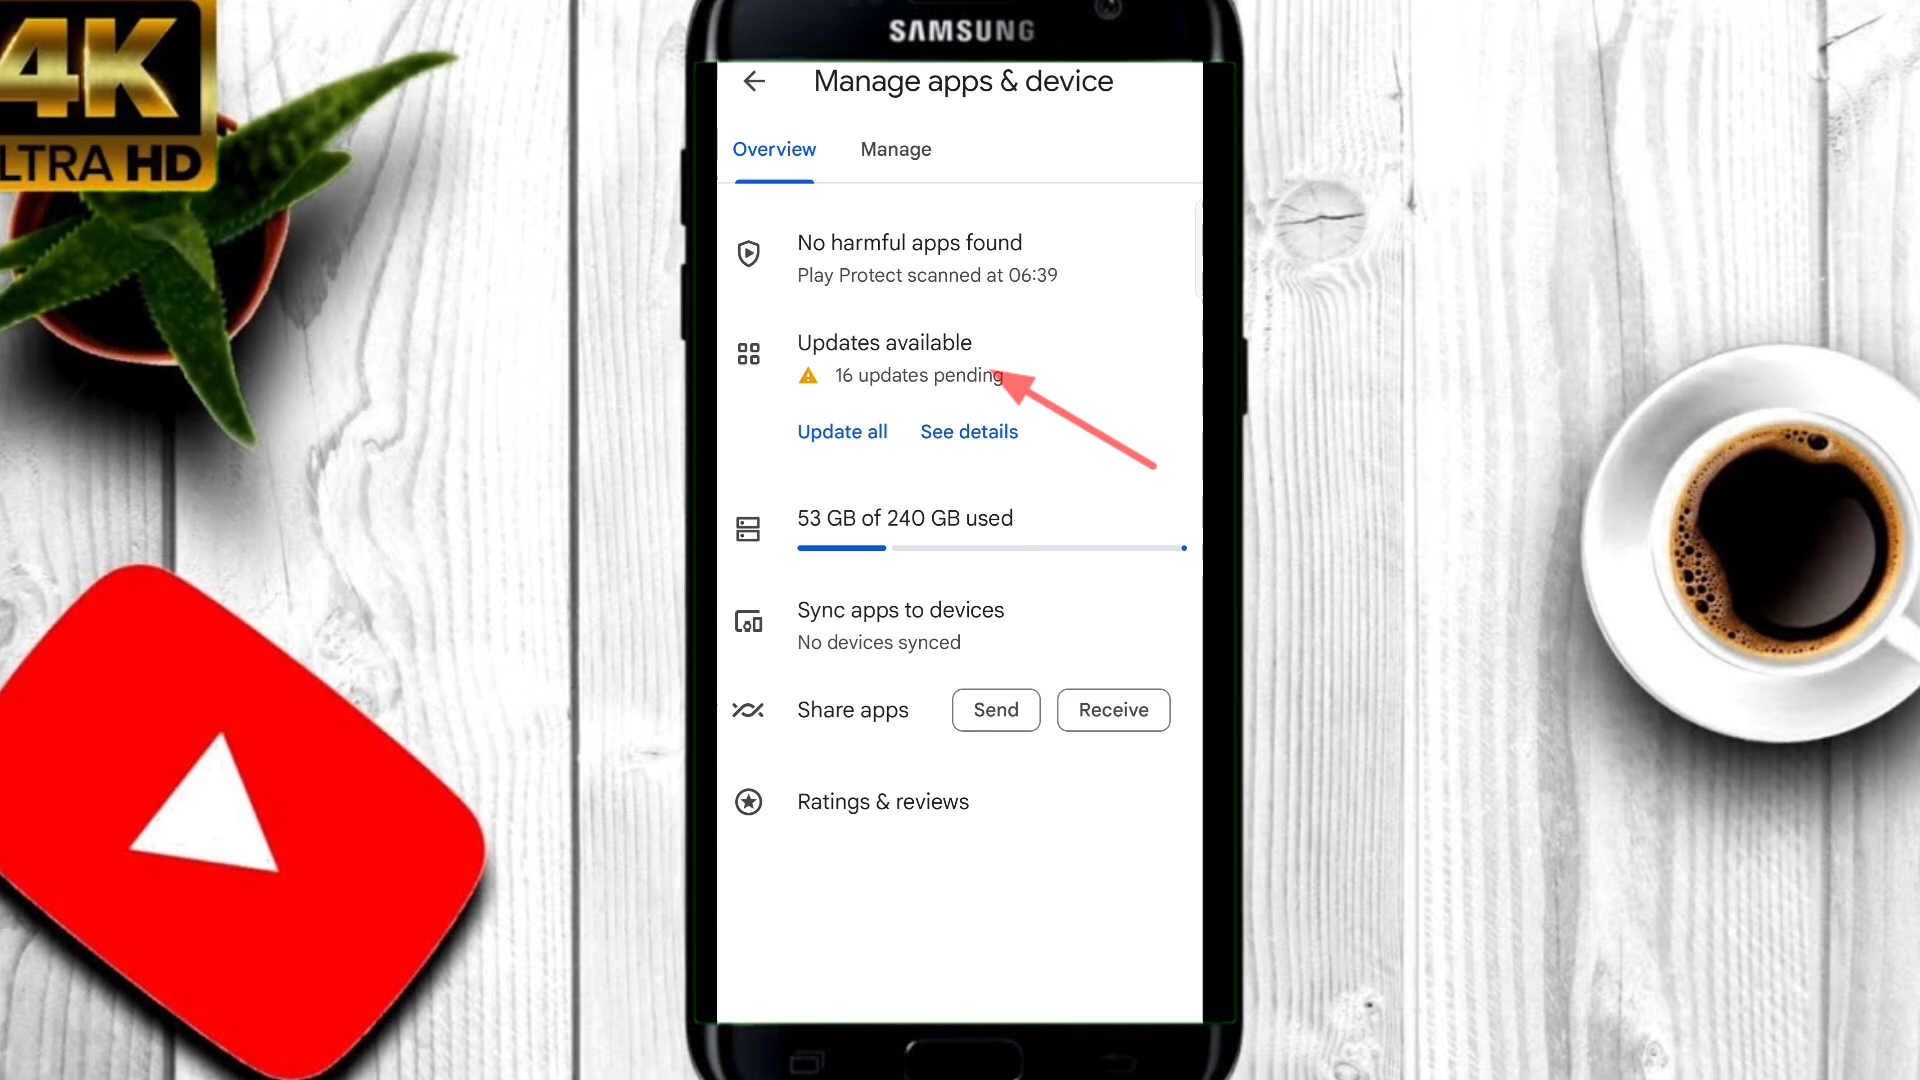 4K
LTRA HD
SAMSUNG
Manage apps & device
Overview Manage
No harmful apps found
Play Protect scanned at 06:39
Updates available
16 updates pending
Update all See details
53 GB of 240 GB used
Sync apps to devices
No devices synced
Share apps Send Receive
Ratings & reviews